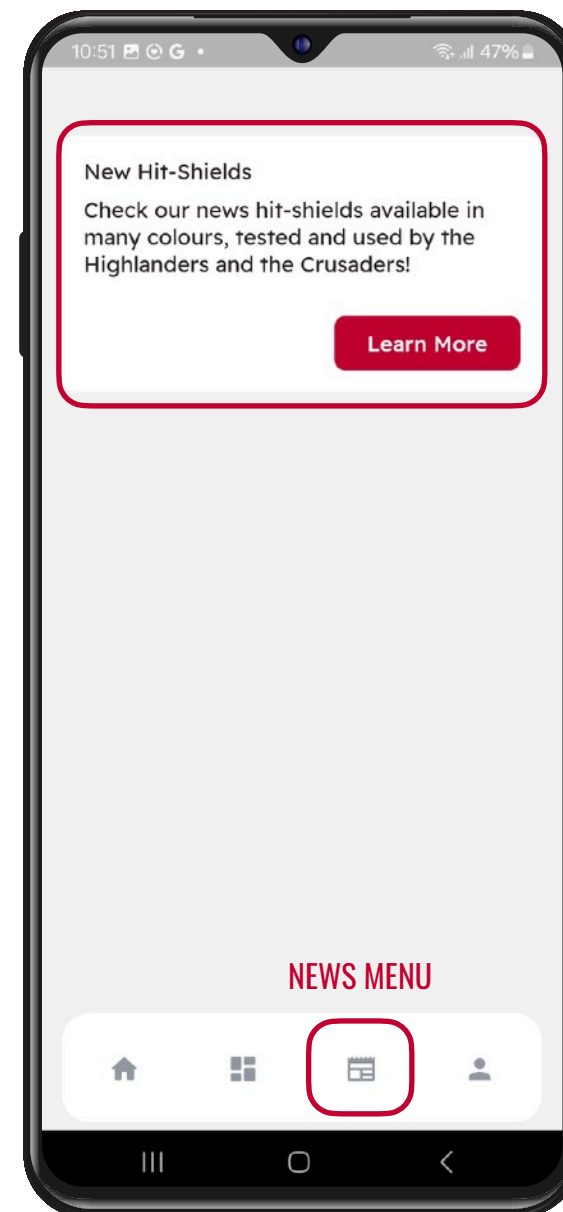 10:51 G 47%
New Hit-Shields
Check our news hit-shields available in
many colours, tested and used by the
Highlanders and the Crusaders!
Learn More
NEWS MENU